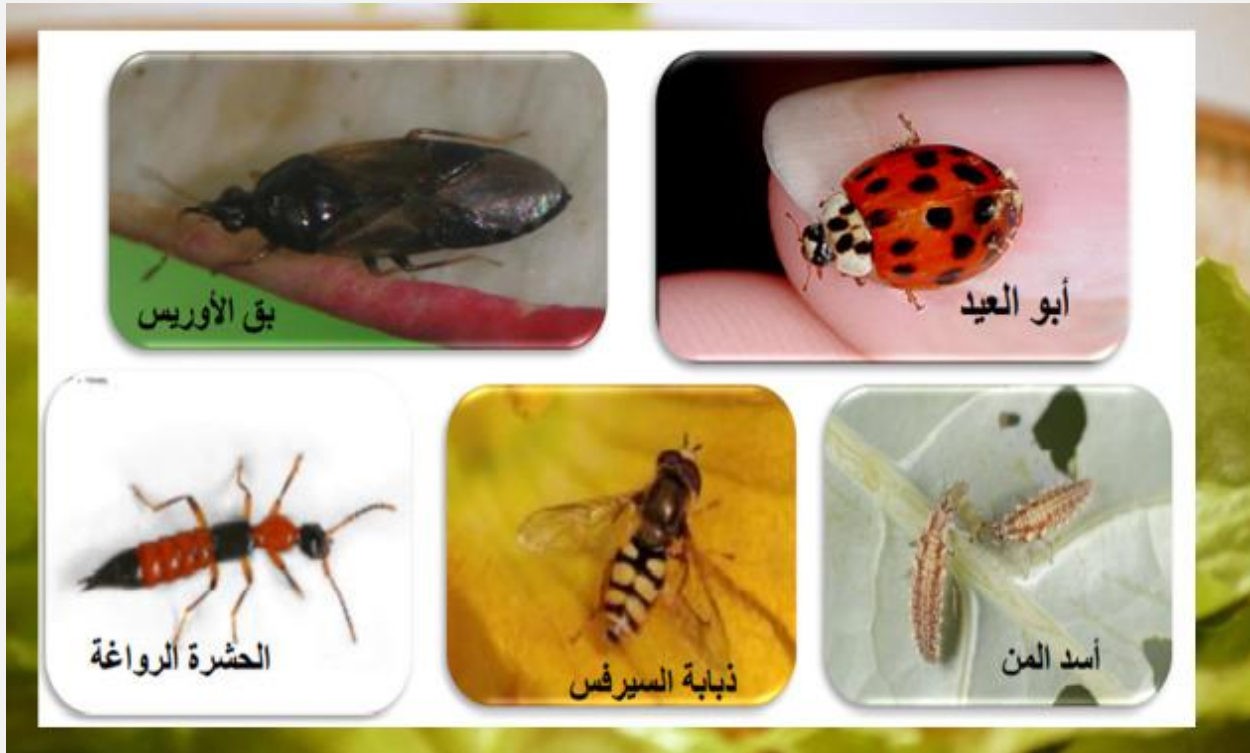 أبو العيد
بق الأوريس
أسد المن
ذبابة السيرفس
الحشرة الرواغة